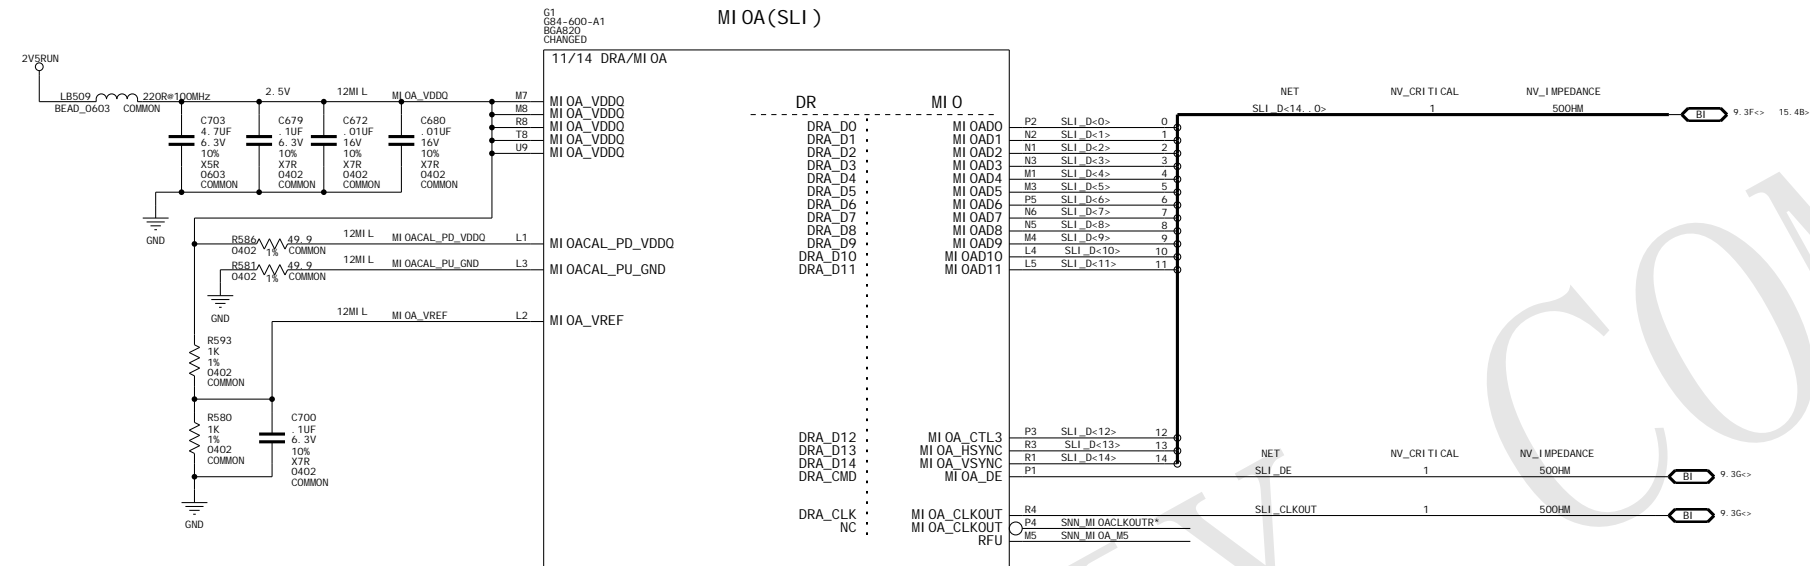 G1
G84-600-A1
BGA820
CHANGED
MIOA(SLI)
11/14 DRA/MIOA
2V5RUN
LB509 220R@100MHz
BEAD_0603 COMMON
2.5V 12MIL MIOA_VDDQ
M7 MIOA_VDDQ
M8 MIOA_VDDQ
R8 MIOA_VDDQ
T8 MIOA_VDDQ
U9 MIOA_VDDQ
C703
4.7UF
6.3V
10%
X5R
0603
COMMON
C679
.1UF
6.3V
10%
X7R
0402
COMMON
C672
.01UF
16V
10%
X7R
0402
COMMON
C680
.01UF
16V
10%
X7R
0402
COMMON
GND
R586 49.9 12MIL MIOACAL_PD_VDDQ L1 MIOACAL_PD_VDDQ
0402 1% COMMON
R581 49.9 12MIL MIOACAL_PU_GND L3 MIOACAL_PU_GND
0402 1% COMMON
GND
12MIL MIOA_VREF L2 MIOA_VREF
R593
1K
1%
0402
COMMON
R580
1K
1%
0402
COMMON
C700
.1UF
6.3V
10%
X7R
0402
COMMON
GND
DR MIO
DRA_D0 MIOAD0 P2 SLI_D<0> 0
DRA_D1 MIOAD1 N2 SLI_D<1> 1
DRA_D2 MIOAD2 N1 SLI_D<2> 2
DRA_D3 MIOAD3 N3 SLI_D<3> 3
DRA_D4 MIOAD4 M1 SLI_D<4> 4
DRA_D5 MIOAD5 M3 SLI_D<5> 5
DRA_D6 MIOAD6 P5 SLI_D<6> 6
DRA_D7 MIOAD7 N6 SLI_D<7> 7
DRA_D8 MIOAD8 N5 SLI_D<8> 8
DRA_D9 MIOAD9 M4 SLI_D<9> 9
DRA_D10 MIOAD10 L4 SLI_D<10> 10
DRA_D11 MIOAD11 L5 SLI_D<11> 11
DRA_D12 MIOA_CTL3 P3 SLI_D<12> 12
DRA_D13 MIOA_HSYNC R3 SLI_D<13> 13
DRA_D14 MIOA_VSYNC R1 SLI_D<14> 14
DRA_CMD MIOA_DE P1
DRA_CLK MIOA_CLKOUT R4
NC MIOA_CLKOUT P4 SNN_MIOACLKOUTR*
RFU M5 SNN_MIOA_M5
NET NV_CRITICAL NV_IMPEDANCE
SLI_D<14..0> 1 50OHM BI 9.3F<> 15.4B>
NET NV_CRITICAL NV_IMPEDANCE
SLI_DE 1 50OHM BI 9.3G<>
SLI_CLKOUT 1 50OHM BI 9.3G<>